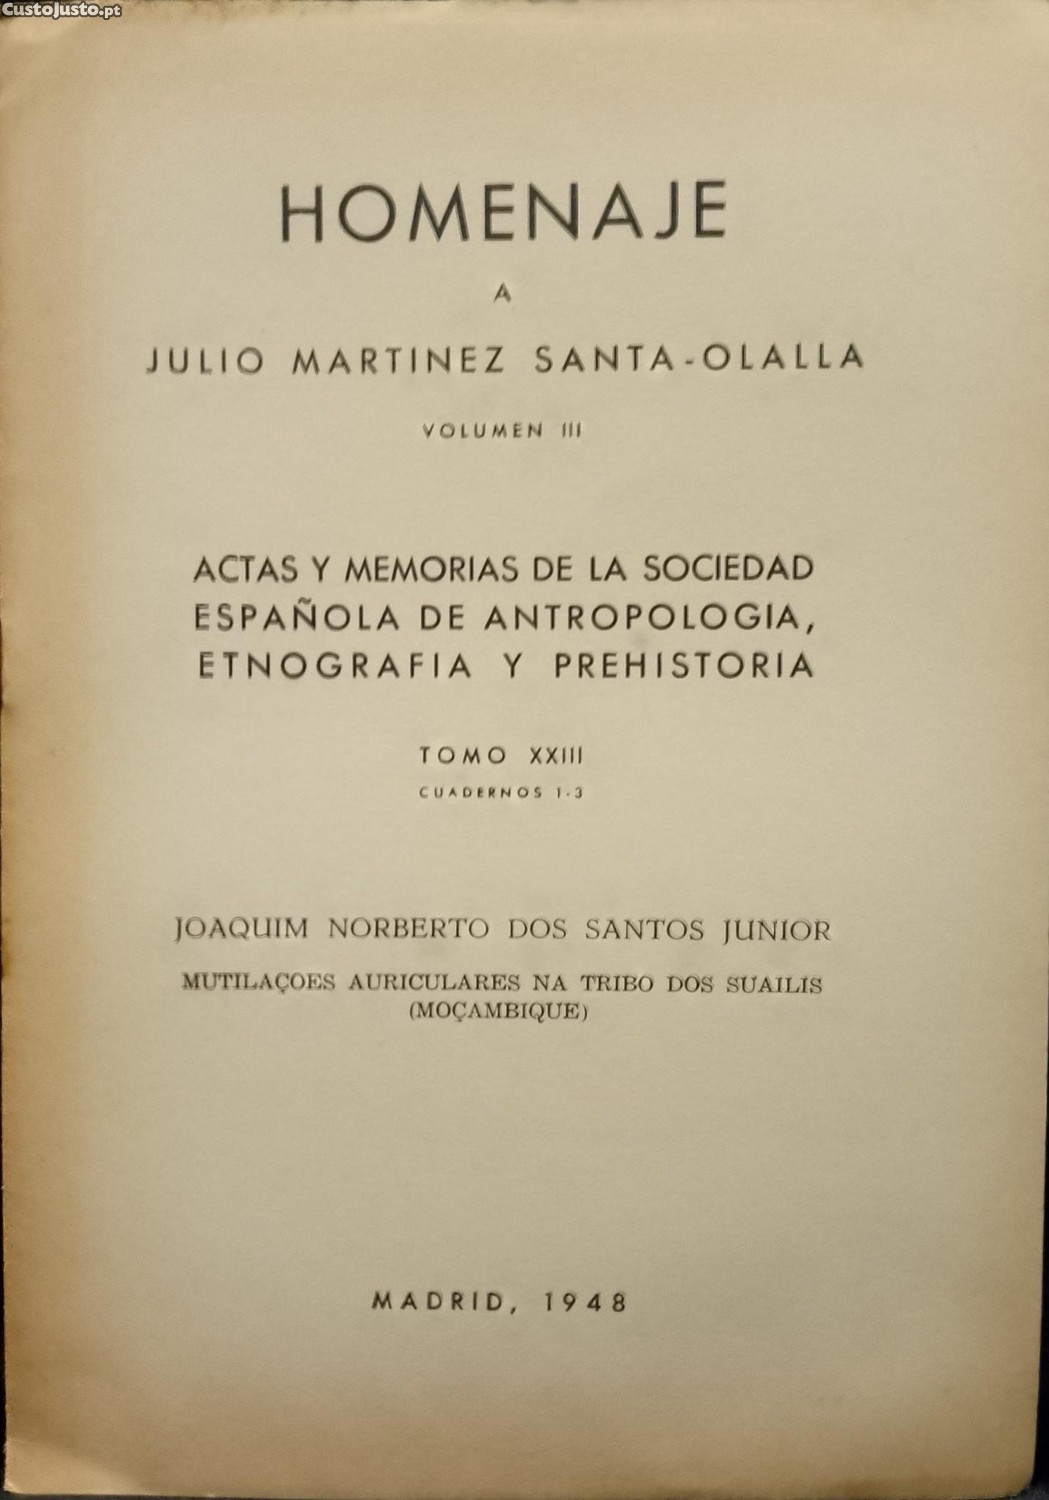 CustoJusto.pt
HOMENAJE
A
JULIO MARTINEZ SANTA-OLALLA
VOLUMEN III
ACTAS Y MEMORIAS DE LA SOCIEDAD
ESPAÑOLA DE ANTROPOLOGIA,
ETNOGRAFIA Y PREHISTORIA
TOMO XXIII
CUADERNOS 1-3
JOAQUIM NORBERTO DOS SANTOS JUNIOR
MUTILAÇOES AURICULARES NA TRIBO DOS SUAILIS
(MOÇAMBIQUE)
MADRID, 1948